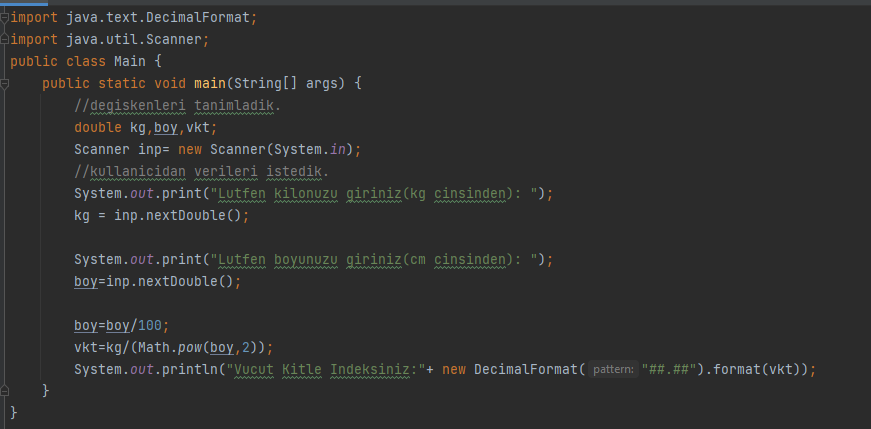 import java.text.DecimalFormat;
import java.util.Scanner;
public class Main {
public static void main(String[] args) {
//degiskenleri tanimladik.
double kg,boy,vkt;
Scanner inp= new Scanner(System.in);
//kullanicidan verileri istedik.
System.out.print("Lutfen kilonuzu giriniz(kg cinsinden): ");
kg = inp.nextDouble();
System.out.print("Lutfen boyunuzu giriniz(cm cinsinden): ");
boy=inp.nextDouble();
boy=boy/100;
vkt=kg/(Math.pow(boy,2));
System.out.println("Vucut Kitle Indeksiniz:"+ new DecimalFormat( pattern: "##.##").format(vkt));
}
}